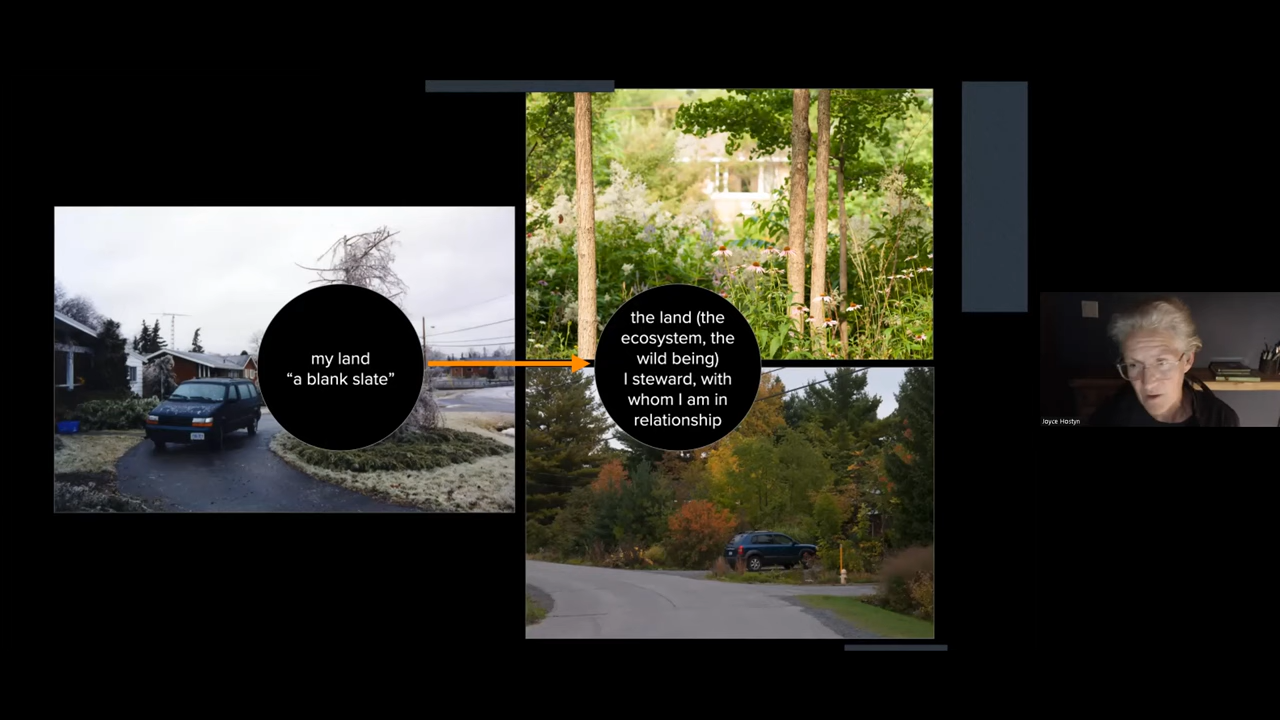 my land
“a blank slate”
the land (the
ecosystem, the
wild being)
I steward, with
whom I am in
relationship
Joyce Hostyn